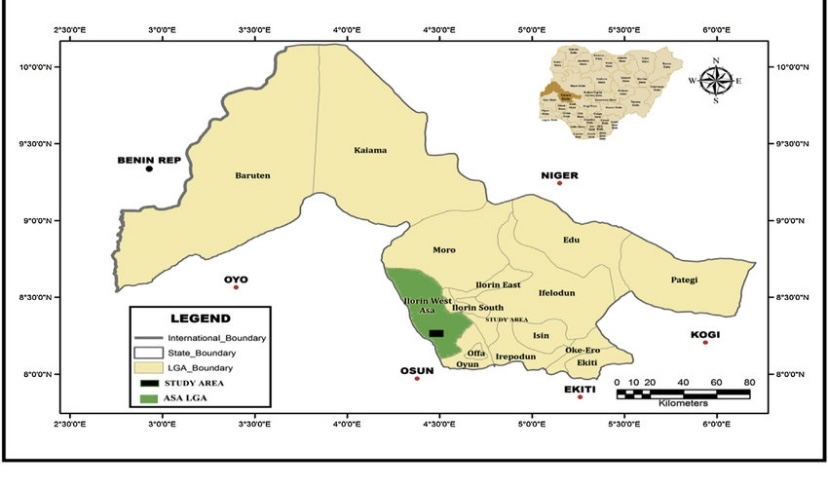 2°30'0"E 3°0'0"E 3°30'0"E 4°0'0"E 4°30'0"E 5°0'0"E 5°30'0"E 6°0'0"E
10°0'0"N
10°0'0"N
N
W E
S
9°30'0"N
9°30'0"N
BENIN REP
Kaiama
Baruten
NIGER
9°0'0"N
9°0'0"N
Moro
Edu
OYO
Pategi
Ilorin East
Ifelodun
8°30'0"N
8°30'0"N
Ilorin West
Asa
Ilorin South
STUDY AREA
KOGI
Isin
Offa
Irepodun
Oke-Ero
Ekiti
Oyun
OSUN
8°0'0"N
8°0'0"N
EKITI
LEGEND
International_Boundary
State_Boundary
LGA_Boundary
STUDY AREA
ASA LGA
0 10 20 40 60 80
Kilometers
2°30'0"E 3°0'0"E 3°30'0"E 4°0'0"E 4°30'0"E 5°0'0"E 5°30'0"E 6°0'0"E